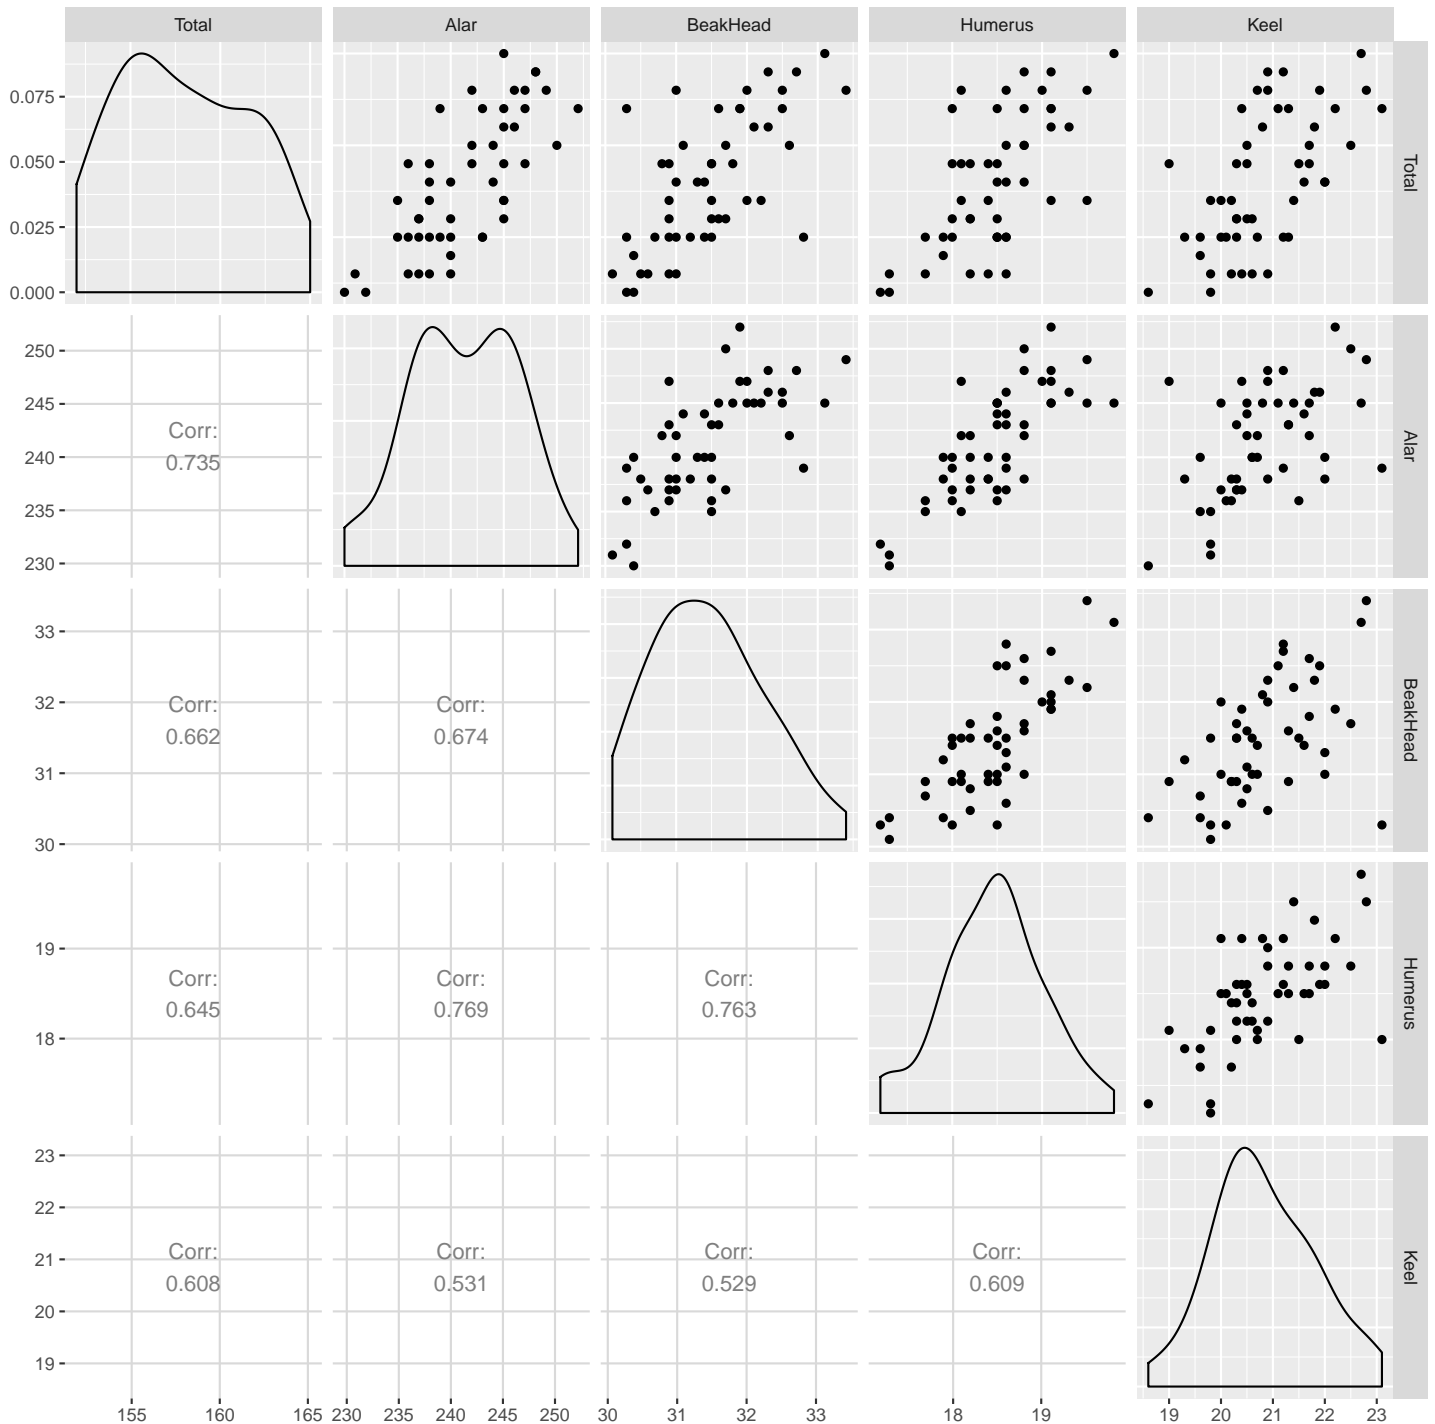 Total Alar BeakHead Humerus Keel
0.075
0.050
0.025
0.000
Total
250
245
240
235
230
Corr:
0.735
Alar
33
32
31
30
Corr:
0.662
Corr:
0.674
BeakHead
19
18
Corr:
0.645
Corr:
0.769
Corr:
0.763
Humerus
23
22
21
20
19
Corr:
0.608
Corr:
0.531
Corr:
0.529
Corr:
0.609
Keel
155 160 165 230 235 240 245 250 30 31 32 33 18 19 19 20 21 22 23